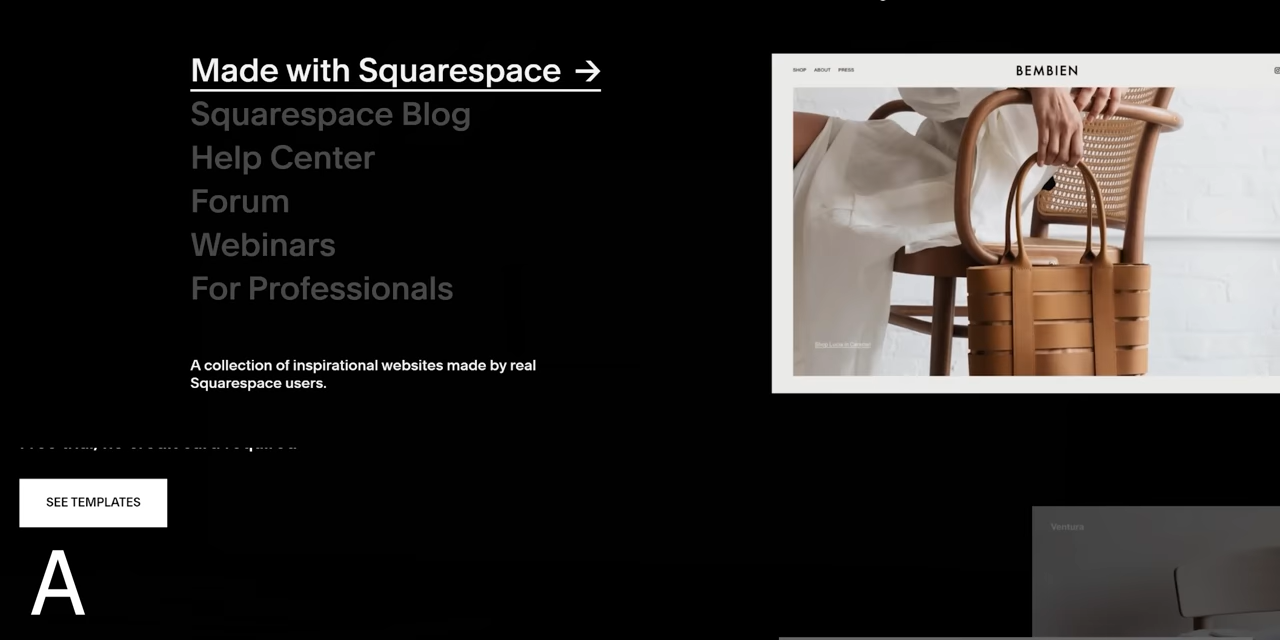 Made with Squarespace →
Squarespace Blog
Help Center
Forum
Webinars
For Professionals
A collection of inspirational websites made by real
Squarespace users.
SHOP ABOUT PRESS
BEMBIEN
SEE TEMPLATES
Ventura
A